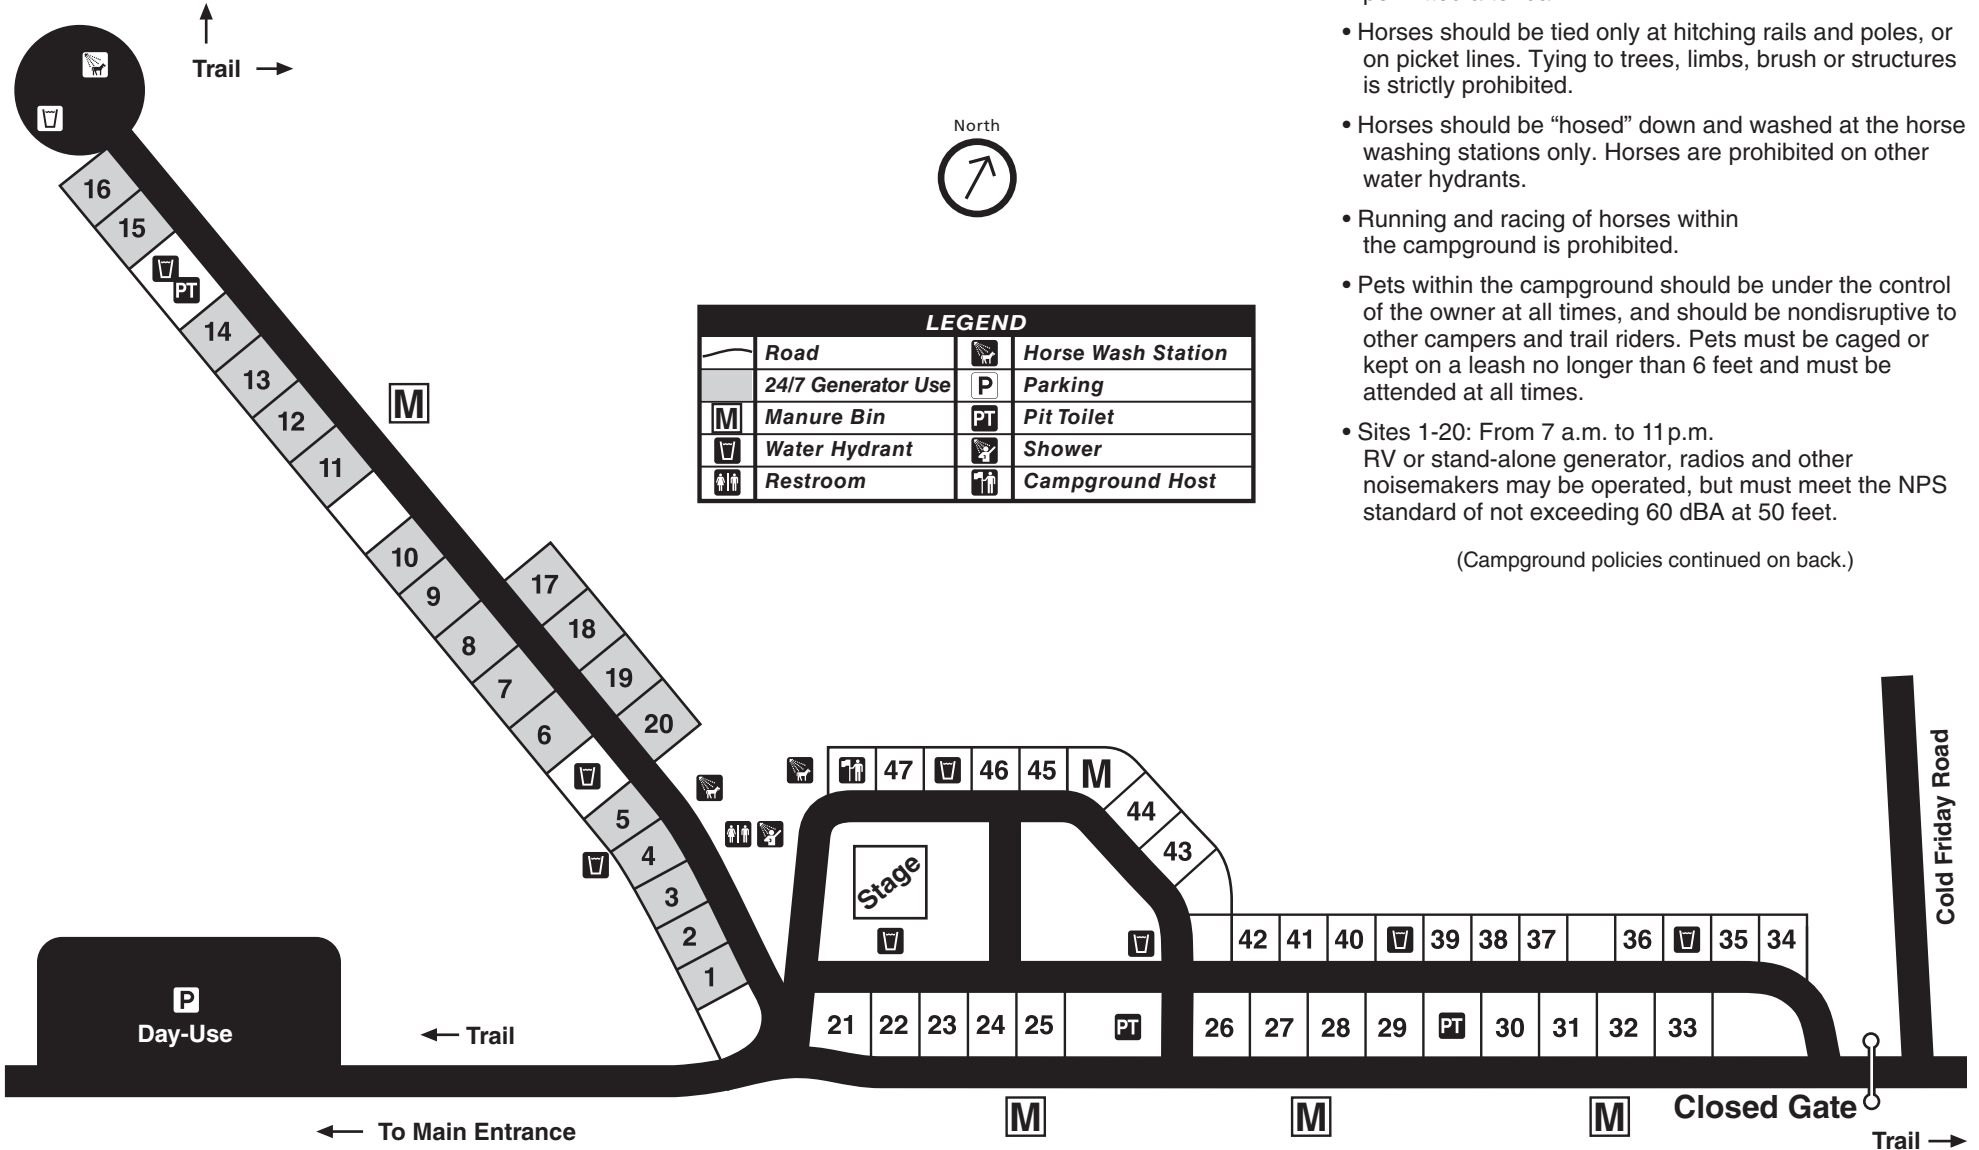 Trail
North
• Horses should be tied only at hitching rails and poles, or
on picket lines. Tying to trees, limbs, brush or structures
is strictly prohibited.
• Horses should be “hosed” down and washed at the horse
washing stations only. Horses are prohibited on other
water hydrants.
• Running and racing of horses within
the campground is prohibited.
• Pets within the campground should be under the control
of the owner at all times, and should be nondisruptive to
other campers and trail riders. Pets must be caged or
kept on a leash no longer than 6 feet and must be
attended at all times.
• Sites 1-20: From 7 a.m. to 11 p.m.
RV or stand-alone generator, radios and other
noisemakers may be operated, but must meet the NPS
standard of not exceeding 60 dBA at 50 feet.
(Campground policies continued on back.)
LEGEND
Road
Horse Wash Station
24/7 Generator Use
P Parking
M Manure Bin
PT Pit Toilet
Water Hydrant
Shower
Restroom
Campground Host
16
15
PT
14
13
12
11
M
10
9
8
7
6
17
18
19
20
5
4
3
2
1
47
46
45
M
44
43
Stage
42
41
40
39
38
37
36
35
34
21
22
23
24
25
PT
26
27
28
29
PT
30
31
32
33
Cold Friday Road
P
Day-Use
Trail
To Main Entrance
M
M
M
Closed Gate
Trail